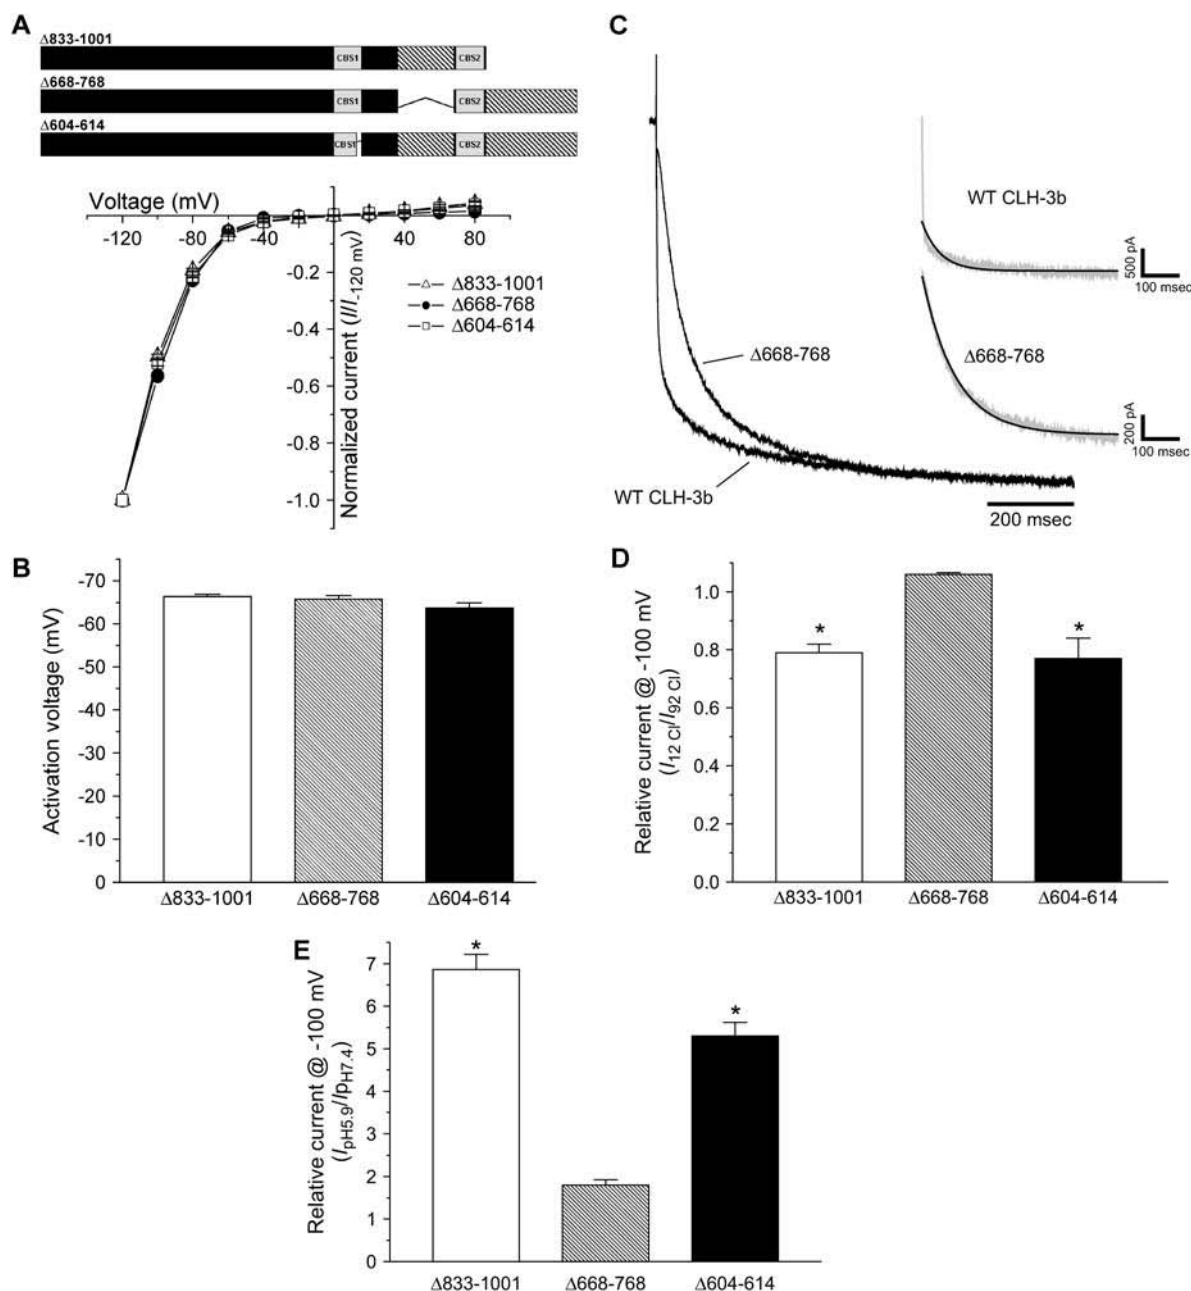 A
Δ833-1001
CBS1
CBS2
Δ668-768
CBS1
CBS2
Δ604-614
CBS1
CBS2
Voltage (mV)
-120
-80
-40
40
80
-0.2
-0.4
-0.6
-0.8
-1.0
Normalized current (I/I-120 mV)
Δ833-1001
Δ668-768
Δ604-614
C
WT CLH-3b
500 pA
100 msec
Δ668-768
200 pA
100 msec
Δ668-768
WT CLH-3b
200 msec
B
Activation voltage (mV)
-70
-60
-50
-40
-30
-20
-10
0
Δ833-1001
Δ668-768
Δ604-614
D
Relative current @ -100 mV
(I12 Cl/I92 Cl)
1.0
0.8
0.6
0.4
0.2
0.0
*
*
Δ833-1001
Δ668-768
Δ604-614
E
Relative current @ -100 mV
(IpH5.9/IpH7.4)
7
6
5
4
3
2
1
0
*
*
Δ833-1001
Δ668-768
Δ604-614